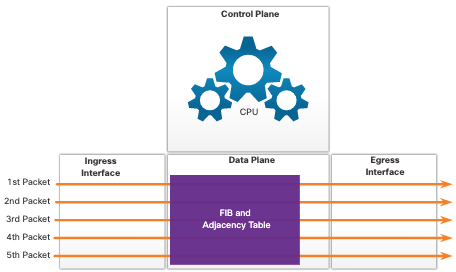 Control Plane
CPU
Ingress
Interface
Data Plane
Egress
Interface
1st Packet
2nd Packet
3rd Packet
4th Packet
5th Packet
FIB and
Adjacency Table